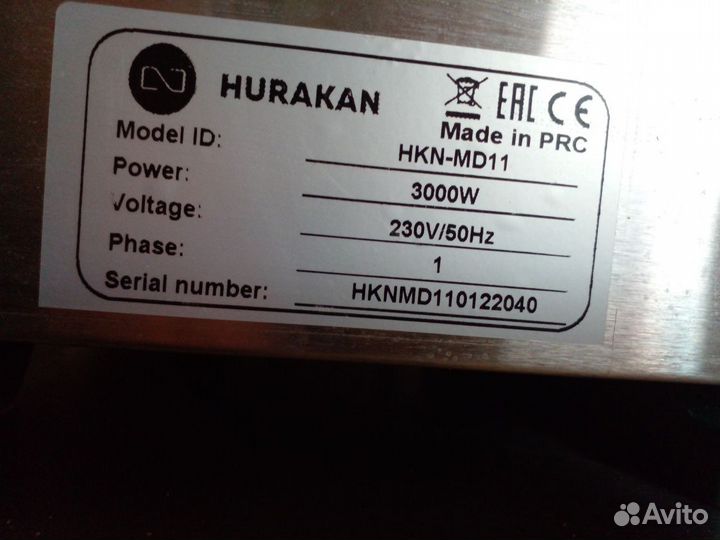 HURAKAN EAC CE
Made in PRC
Model ID: HKN-MD11
Power: 3000W
Voltage: 230V/50Hz
Phase: 1
Serial number: HKNMD110122040
Avito